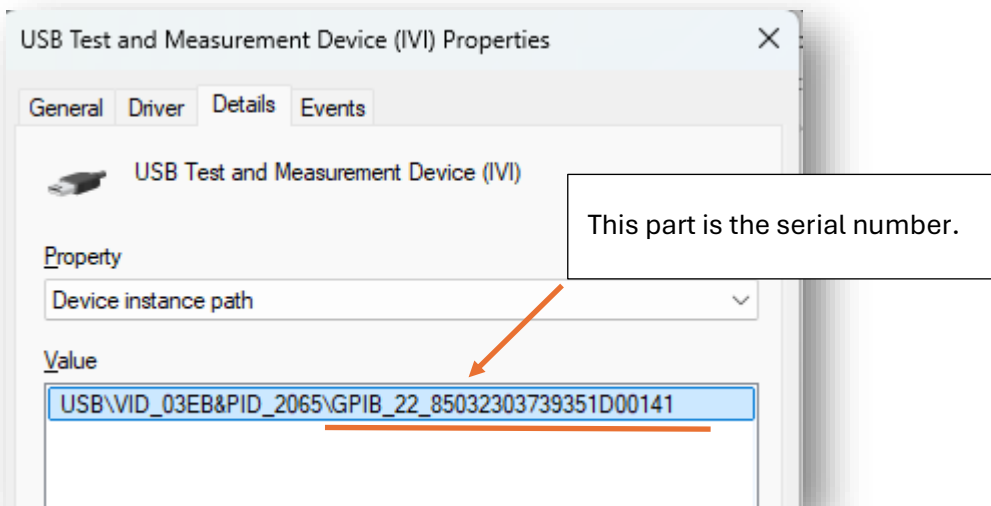 USB Test and Measurement Device (IVI) Properties
General Driver Details Events
USB Test and Measurement Device (IVI)
This part is the serial number.
Property
Device instance path
Value
USB\VID_03EB&PID_2065\GPIB_22_85032303739351D00141